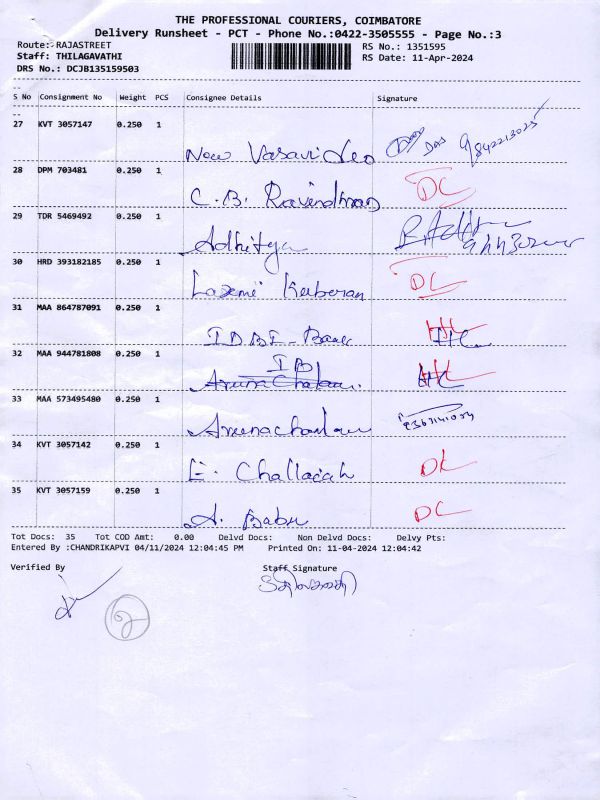 THE PROFESSIONAL COURIERS, COIMBATORE
Delivery Runsheet - PCT - Phone No.:0422-3505555 - Page No.:3
Route: RAJASTREET
RS No.: 1351595
Staff: THILAGAVATHI
RS Date: 11-Apr-2024
DRS No.: DCJB135159503
S No Consignment No Weight PCS Consignee Details Signature
27 KVT 3057147 0.250 1
New Vasavi Leo DAS 9842213025
28 DPM 703481 0.250 1
C. B. Ravindhran DC
29 TDR 5469492 0.250 1
Adhitya
30 HRD 393182185 0.250 1
Laxmi Kuberan DC
31 MAA 864787091 0.250 1
IDBI Bank
32 MAA 944781808 0.250 1
IB
33 MAA 573495480 0.250 1
Arunachalam
34 KVT 3057142 0.250 1
E. Challaiah DC
35 KVT 3057159 0.250 1
A. Babu DC
Tot Docs: 35 Tot COD Amt: 0.00 Delvd Docs: Non Delvd Docs: Delvy Pts:
Entered By :CHANDRIKAPVI 04/11/2024 12:04:45 PM Printed On: 11-04-2024 12:04:42
Verified By Staff Signature